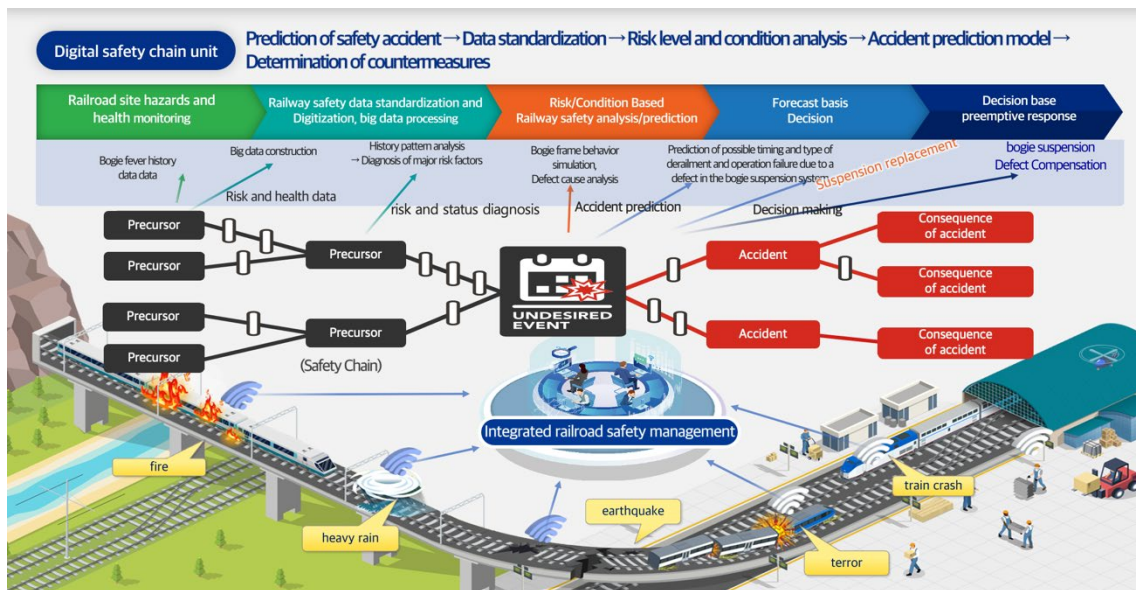 Digital safety chain unit
Prediction of safety accident → Data standardization → Risk level and condition analysis → Accident prediction model →
Determination of countermeasures
Railroad site hazards and
health monitoring
Railway safety data standardization and
Digitization, big data processing
Risk/Condition Based
Railway safety analysis/prediction
Forecast basis
Decision
Decision base
preemptive response
Bogie fever history
data data
Big data construction
History pattern analysis
→ Diagnosis of major risk factors
Bogie frame behavior
simulation,
Defect cause analysis
Prediction of possible timing and type of
derailment and operation failure due to a
defect in the bogie suspension system
Suspension replacement
bogie suspension
Defect Compensation
Risk and health data
risk and status diagnosis
Accident prediction
Decision making
Precursor
Precursor
Precursor
Precursor
Precursor
Precursor
(Safety Chain)
UNDESIRED
EVENT
Accident
Accident
Consequence
of accident
Consequence
of accident
Consequence
of accident
Integrated railroad safety management
fire
heavy rain
earthquake
train crash
terror